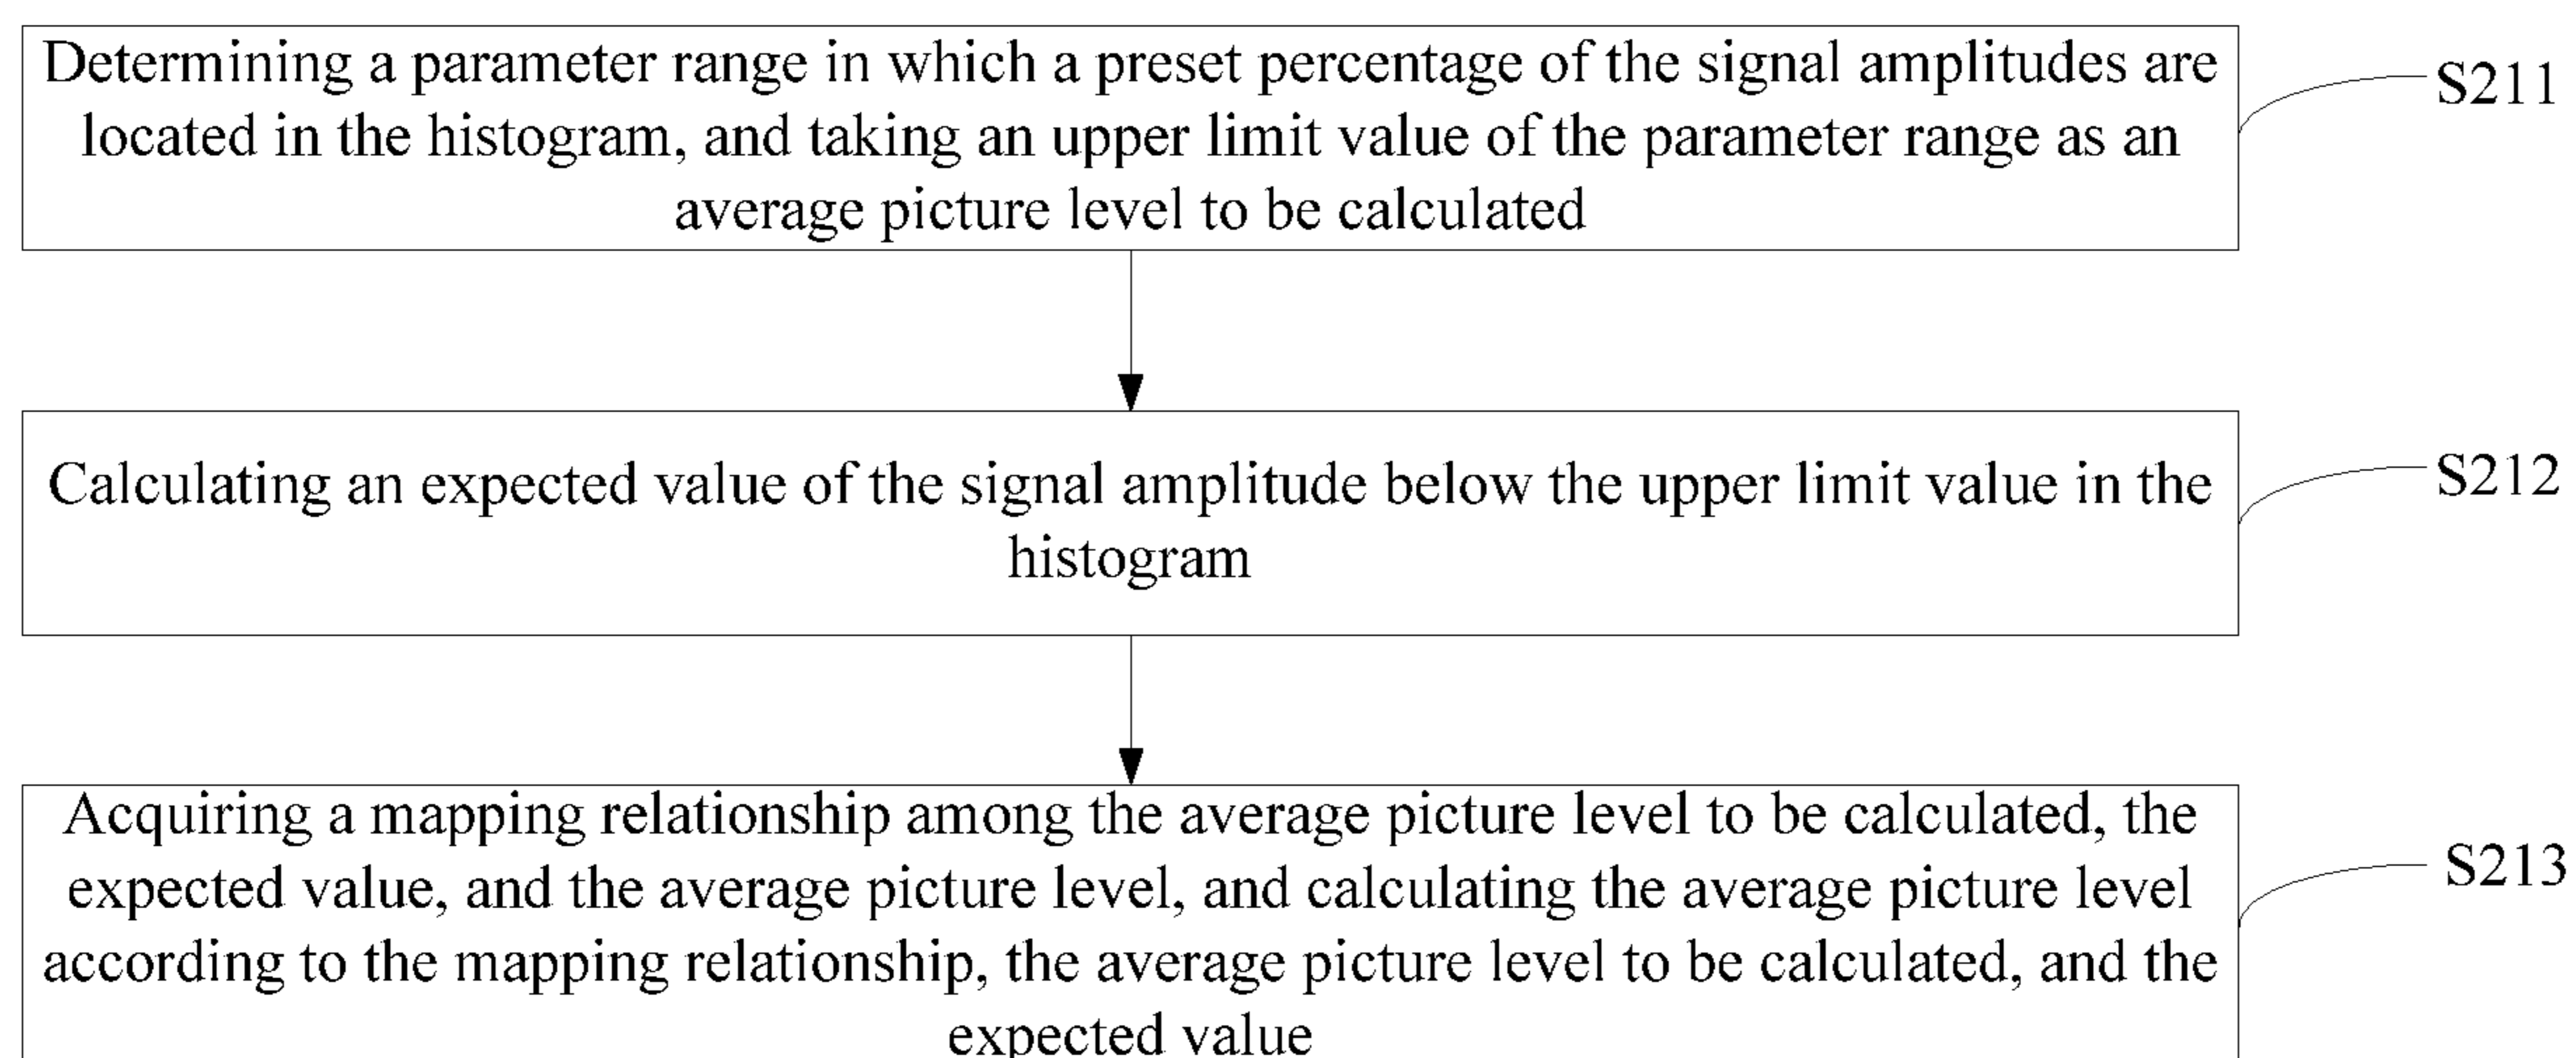 Determining a parameter range in which a preset percentage of the signal amplitudes are
located in the histogram, and taking an upper limit value of the parameter range as an
average picture level to be calculated
S211
Calculating an expected value of the signal amplitude below the upper limit value in the
histogram
S212
Acquiring a mapping relationship among the average picture level to be calculated, the
expected value, and the average picture level, and calculating the average picture level
according to the mapping relationship, the average picture level to be calculated, and the
expected value
S213